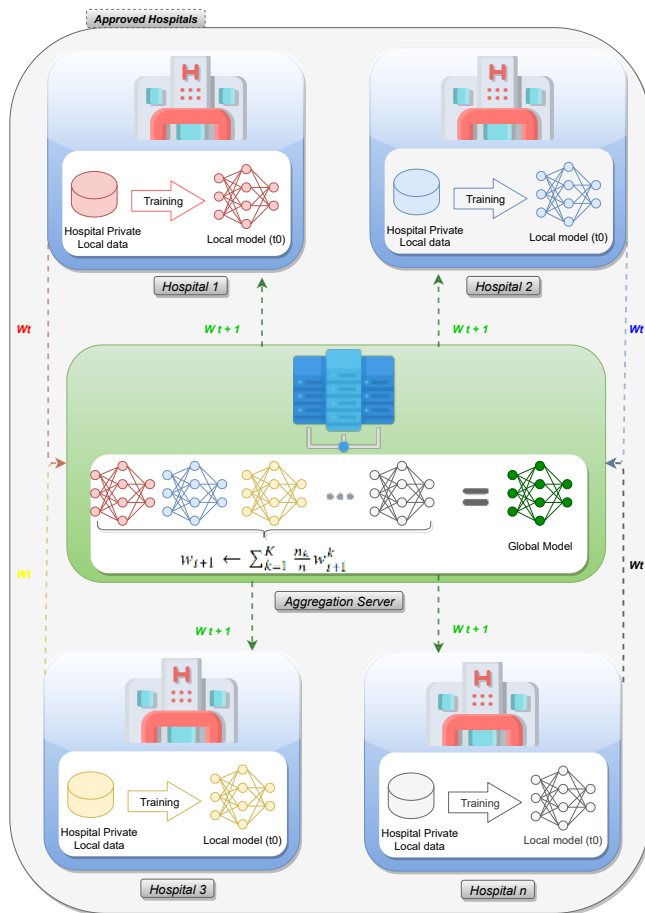 Approved Hospitals
H
H
Training
Training
Hospital Private
Local data
Local model (t0)
Hospital Private
Local data
Local model (t0)
Hospital 1
Hospital 2
Wt
W t + 1
W t + 1
Wt
w_{t+1} ← ∑_{k=1}^{K} \frac{n_k}{n} w_{t+1}^k
Global Model
Wt
Wt
Aggregation Server
W t + 1
W t + 1
H
H
Training
Training
Hospital Private
Local data
Local model (t0)
Hospital Private
Local data
Local model (t0)
Hospital 3
Hospital n